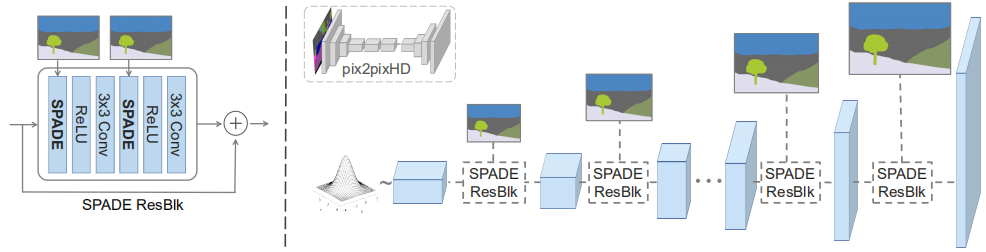 SPADE
ReLU
3x3 Conv
SPADE
ReLU
3x3 Conv
+
SPADE ResBlk
pix2pixHD
~
SPADE
ResBlk
SPADE
ResBlk
...
SPADE
ResBlk
SPADE
ResBlk